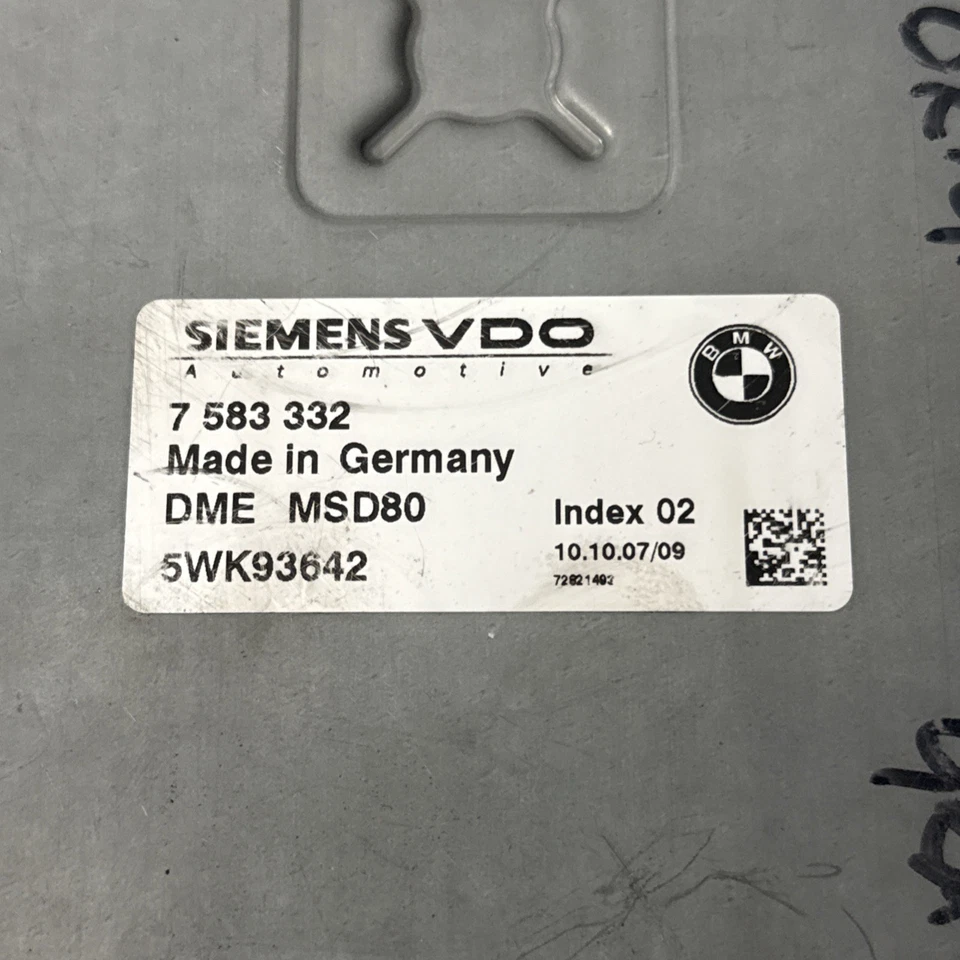 SIEMENS VDO
Automotive
BMW
7 583 332
Made in Germany
DME MSD80
Index 02
10.10.07/09
5WK93642
72821492